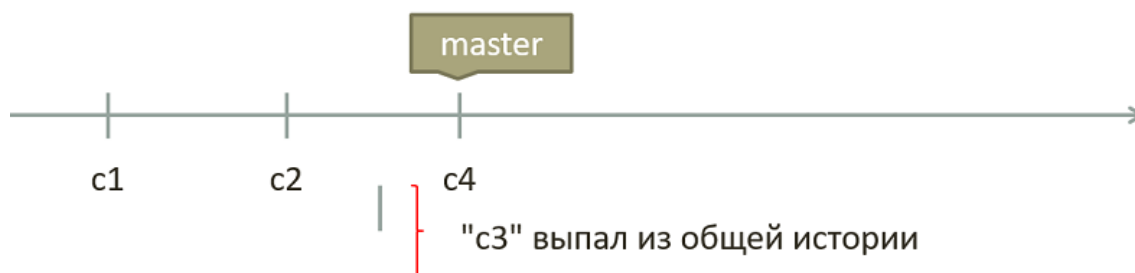 master
c1
c2
c4
"c3" выпал из общей истории